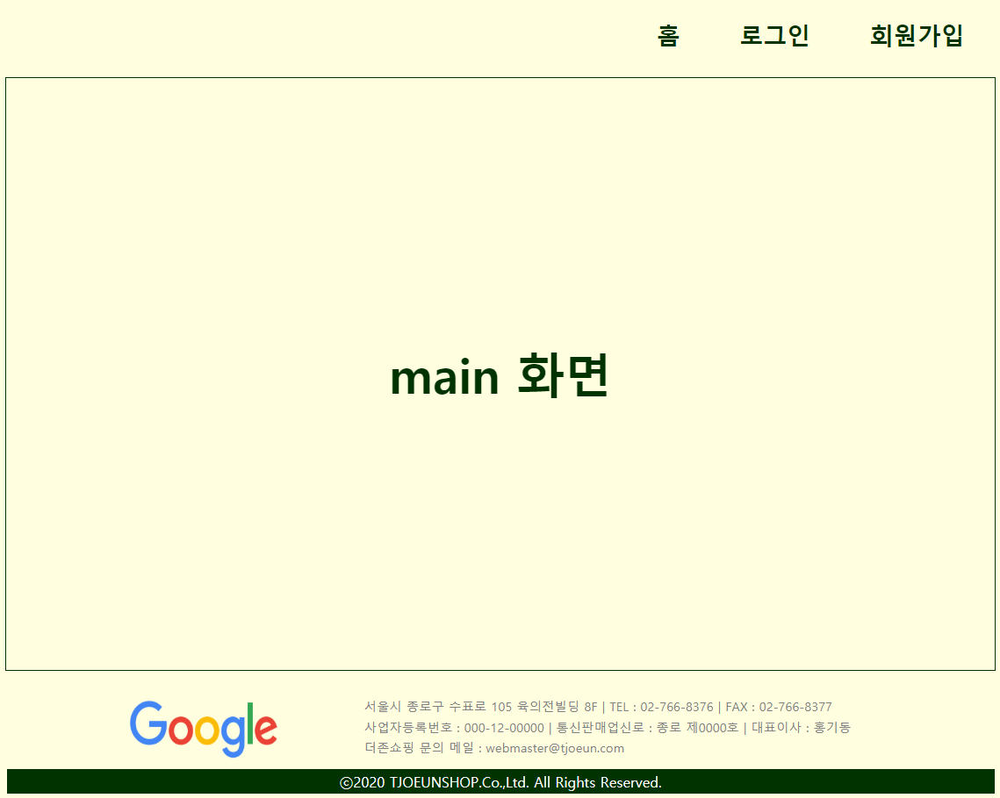 홈 로그인 회원가입
main 화면
Google
서울시 종로구 수표로 105 육의전빌딩 8F | TEL : 02-766-8376 | FAX : 02-766-8377
사업자등록번호 : 000-12-00000 | 통신판매업신로 : 종로 제0000호 | 대표이사 : 홍기동
더존쇼핑 문의 메일 : webmaster@tjoeun.com
ⓒ2020 TJOEUNSHOP.Co.,Ltd. All Rights Reserved.